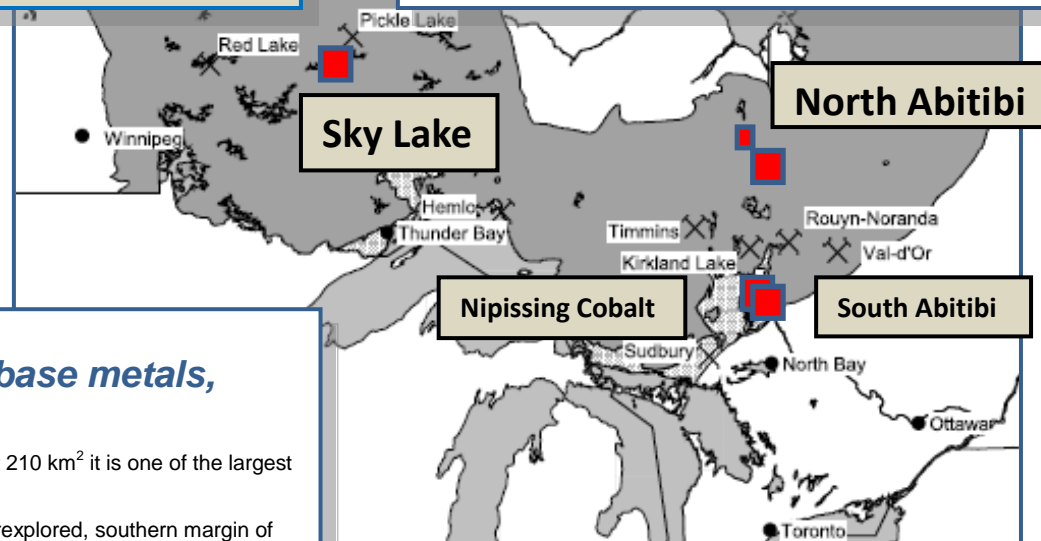 Pickle Lake
Red Lake
North Abitibi
Sky Lake
Winnipeg
Hemlo
Rouyn-Noranda
Thunder Bay
Timmins
Val-d'Or
Kirkland Lake
Nipissing Cobalt
South Abitibi
Sudbury
North Bay
base metals,
Ottawa
210 km² it is one of the largest
explored, southern margin of
Toronto